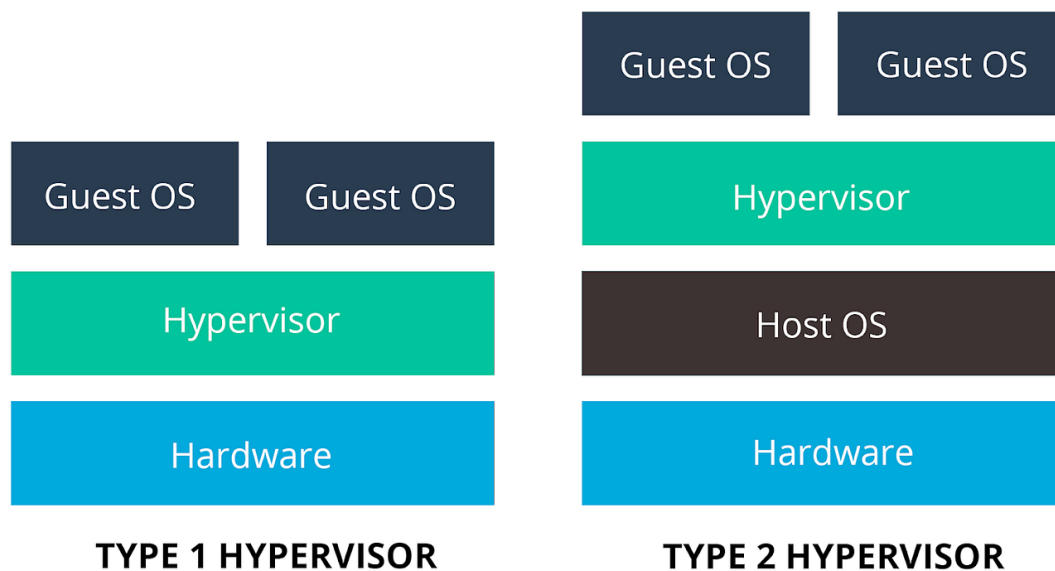 Guest OS
Guest OS
Hypervisor
Hardware
TYPE 1 HYPERVISOR
Guest OS
Guest OS
Hypervisor
Host OS
Hardware
TYPE 2 HYPERVISOR